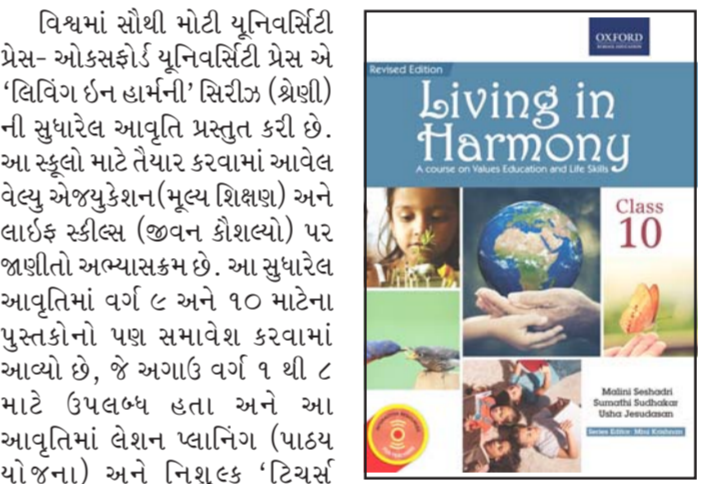 વિશ્વમાં સૌથી મોટી યૂનિવર્સિટી
પ્રેસ- ઓક્સફોર્ડ યૂનિવર્સિટી પ્રેસ એ
‘લિવિંગ ઇન હાર્મની’ સિરીઝ (શ્રેણી)
ની સુધારેલ આવૃતિ પ્રસ્તુત કરી છે.
આ સ્કૂલો માટે તૈયાર કરવામાં આવેલ
વેલ્યુ એજયુકેશન(મૂલ્ય શિક્ષણ) અને
લાઇફ સ્કીલ્સ (જીવન કૌશલ્યો) પર
જાણીતો અભ્યાસક્રમ છે. આ સુધારેલ
આવૃતિમાં વર્ગ ૯ અને ૧૦ માટેના
પુસ્તકોનો પણ સમાવેશ કરવામાં
આવ્યો છે, જે અગાઉ વર્ગ ૧ થી ૮
માટે ઉપલબ્ધ હતા અને આ
આવૃતિમાં લેશન પ્લાનિંગ (પાઠય
યોજના) અને નિશુલ્ક ‘ટિચર્સ
OXFORD
Revised Edition
Living in
Harmony
A course on Values Education and Life Skills
Class
10
Malini Seshadri
Sumathi Sudhakar
Usha Jesudasan
Series Editor: Mini Krishnan